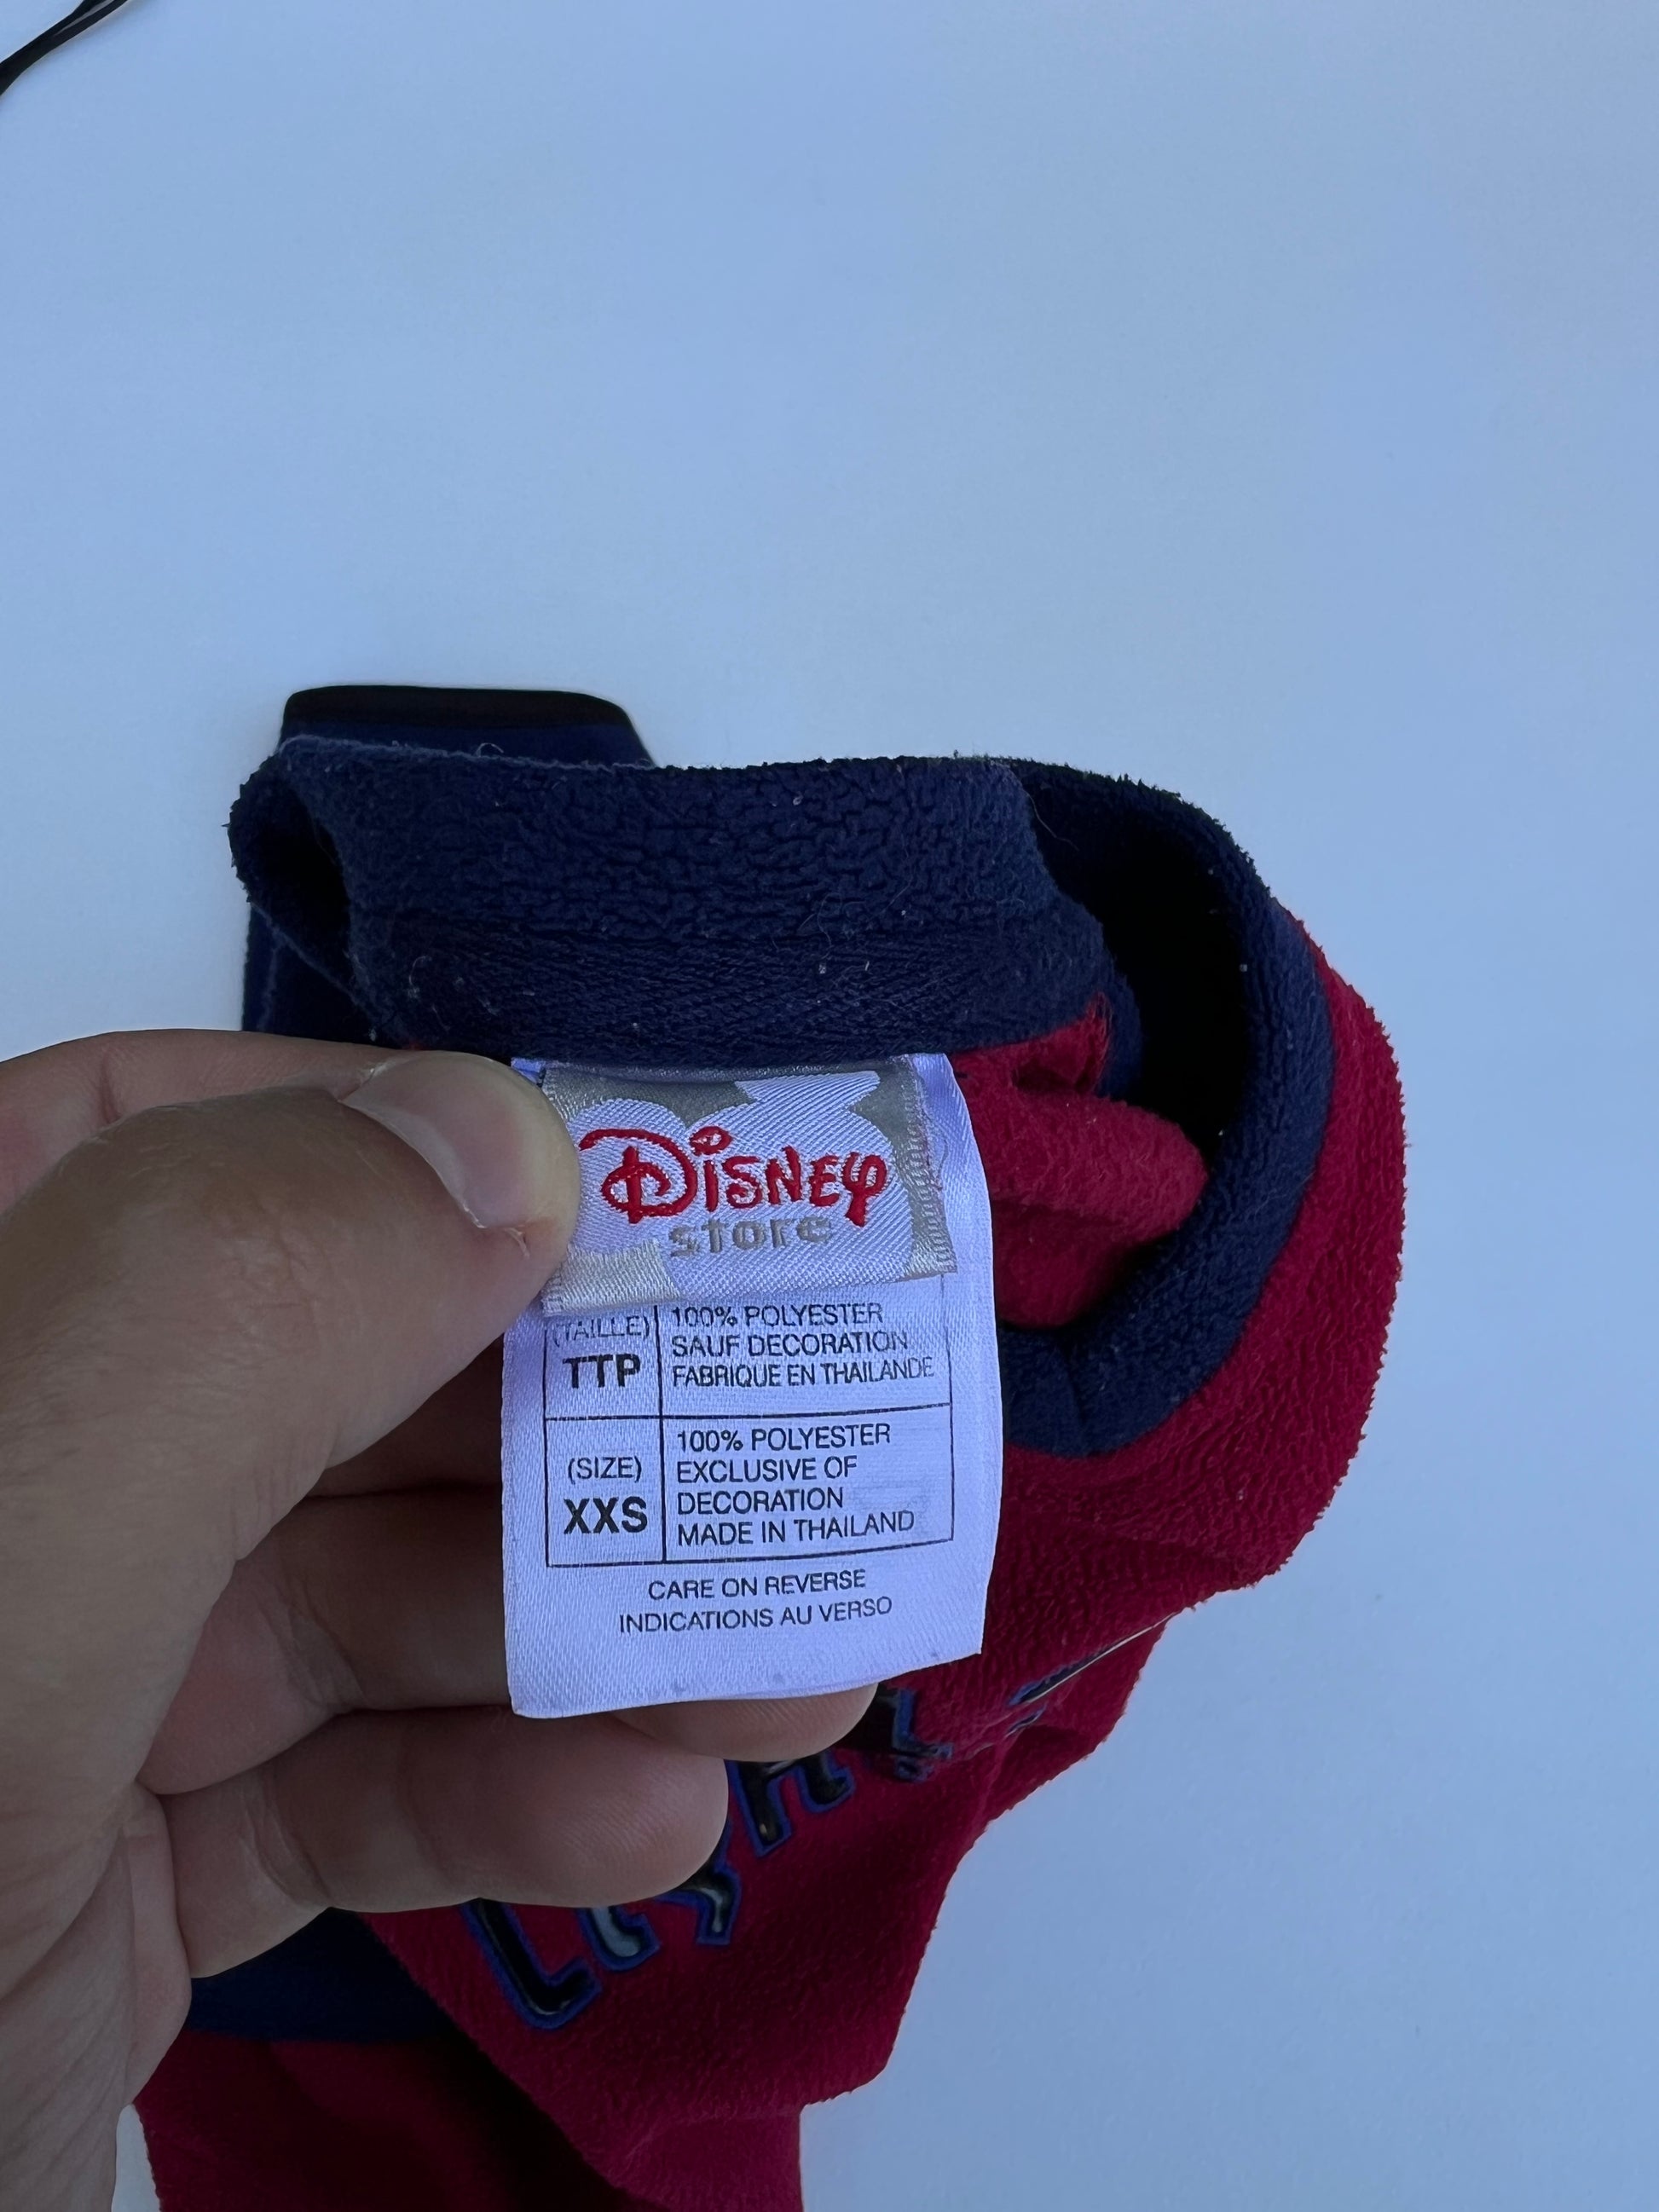 Disney
store
(TAILLE)
TTP
100% POLYESTER
SAUF DECORATION
FABRIQUE EN THAILANDE
(SIZE)
XXS
100% POLYESTER
EXCLUSIVE OF
DECORATION
MADE IN THAILAND
CARE ON REVERSE
INDICATIONS AU VERSO